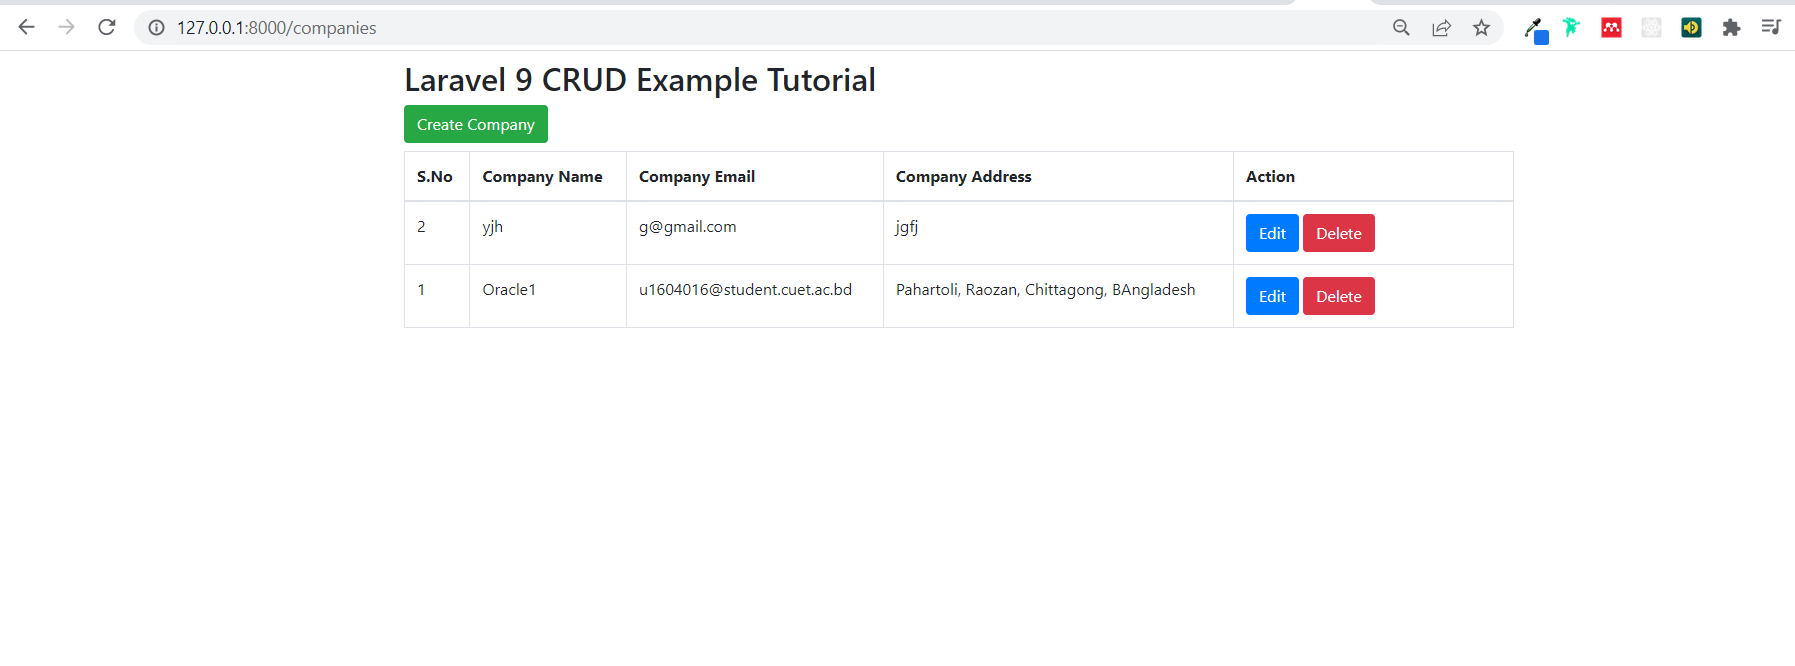 127.0.0.1:8000/companies
Laravel 9 CRUD Example Tutorial
Create Company
S.No Company Name Company Email Company Address Action
2 yjh g@gmail.com jgfj Edit Delete
1 Oracle1 u1604016@student.cuet.ac.bd Pahartoli, Raozan, Chittagong, BAngladesh Edit Delete